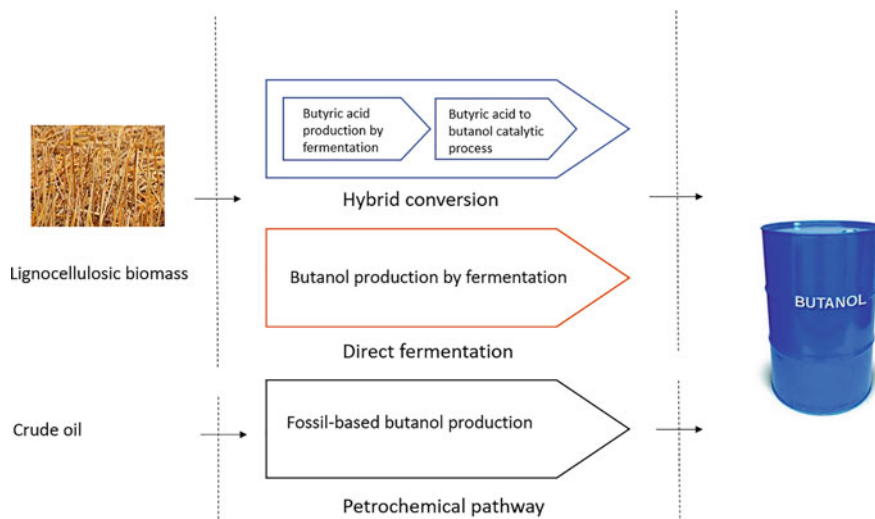 Butyric acid
production by
fermentation
Butyric acid to
butanol catalytic
process
Hybrid conversion
Lignocellulosic biomass
Butanol production by fermentation
BUTANOL
Direct fermentation
Crude oil
Fossil-based butanol production
Petrochemical pathway